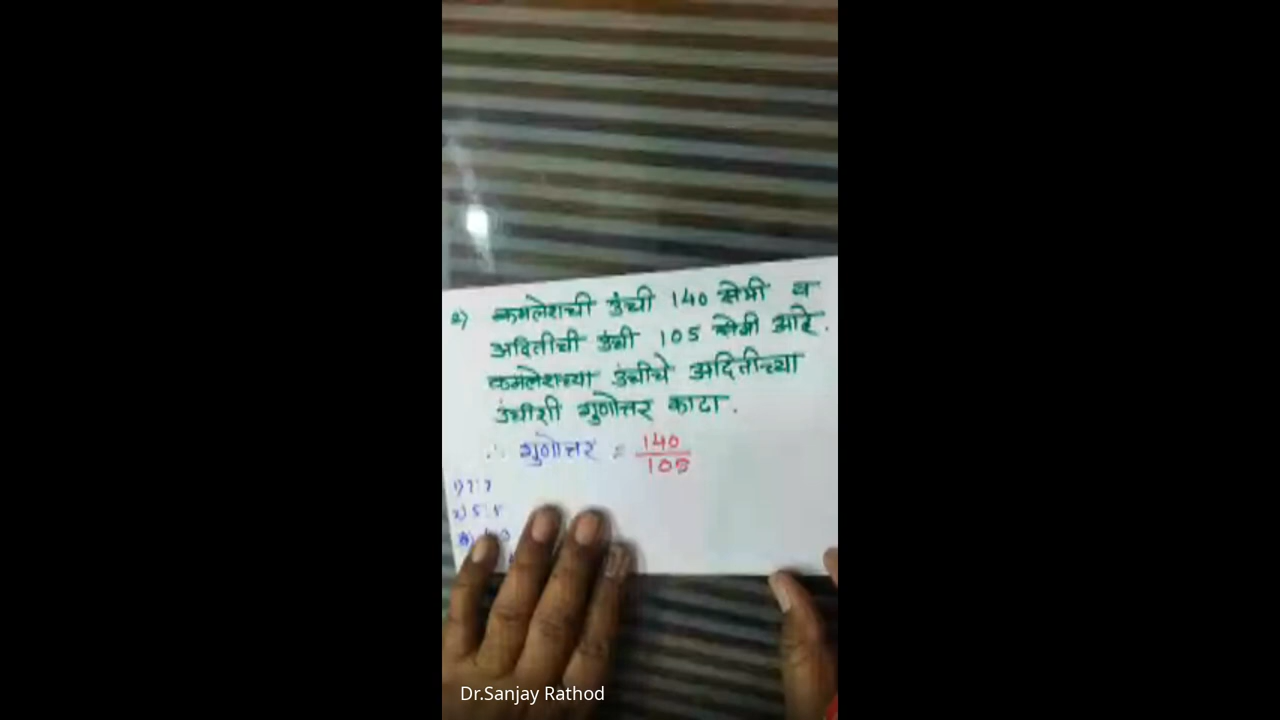 २) कमलेशची उंची 140 सेमी व
अदितीची उंची 105 सेमी आहे.
कमलेशच्या उंचीचे अदितीच्या
उंचीशी गुणोत्तर काढा.
∴ गुणोत्तर = 140/105
Dr.Sanjay Rathod